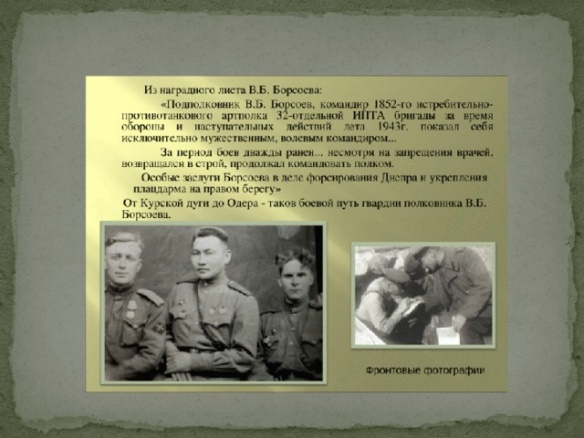 Из наградного листа В.Б. Борсоева:
«Подполковник В.Б. Борсоев, командир 1852-го истребительно-
противотанкового артполка 32-отдельной ИПТА бригады за время
обороны и наступательных действий лета 1943г. показал себя
исключительно мужественным, волевым командиром...
За период боев дважды ранен... несмотря на запрещения врачей,
возвращался в строй, продолжал командовать полком.
Особые заслуги Борсоева в деле форсирования Днепра и укрепления
плацдарма на правом берегу»
От Курской дуги до Одера - таков боевой путь гвардии полковника В.Б.
Борсоева.
Фронтовые фотографии